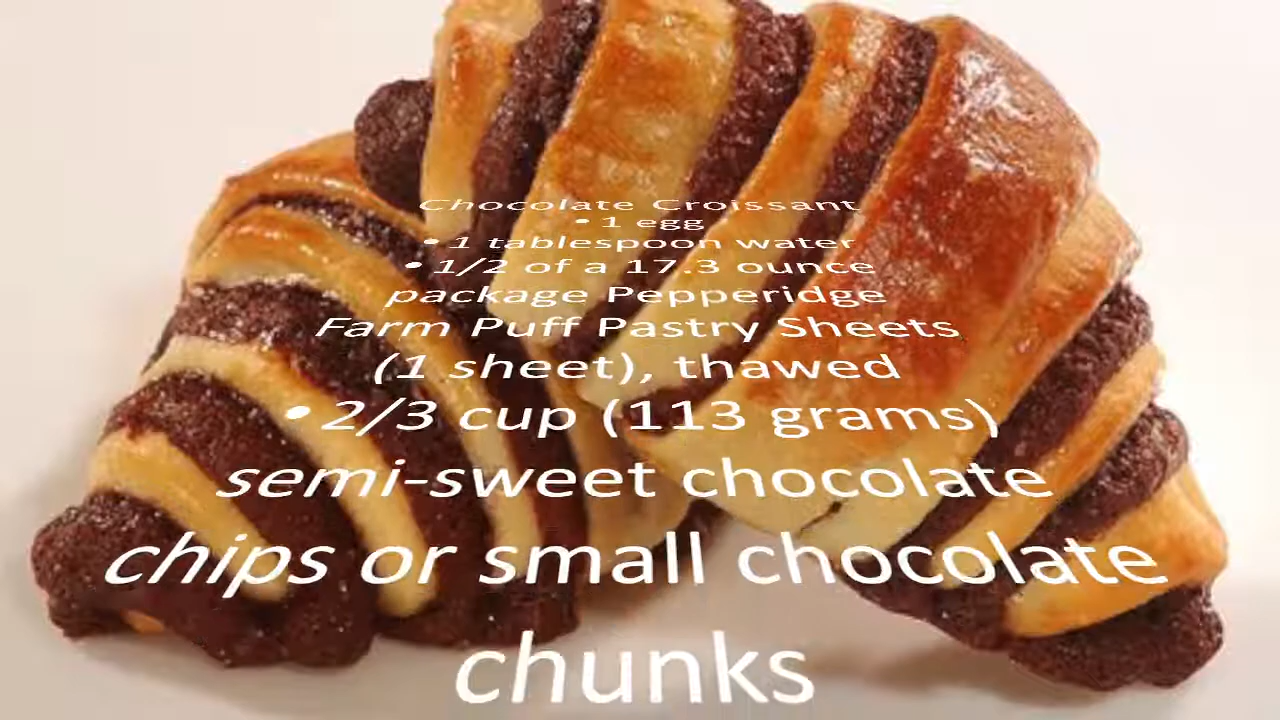 Chocolate Croissant
• 1 egg
• 1 tablespoon water
• 1/2 of a 17.3 ounce
package Pepperidge
Farm Puff Pastry Sheets
(1 sheet), thawed
• 2/3 cup (113 grams)
semi-sweet chocolate
chips or small chocolate
chunks